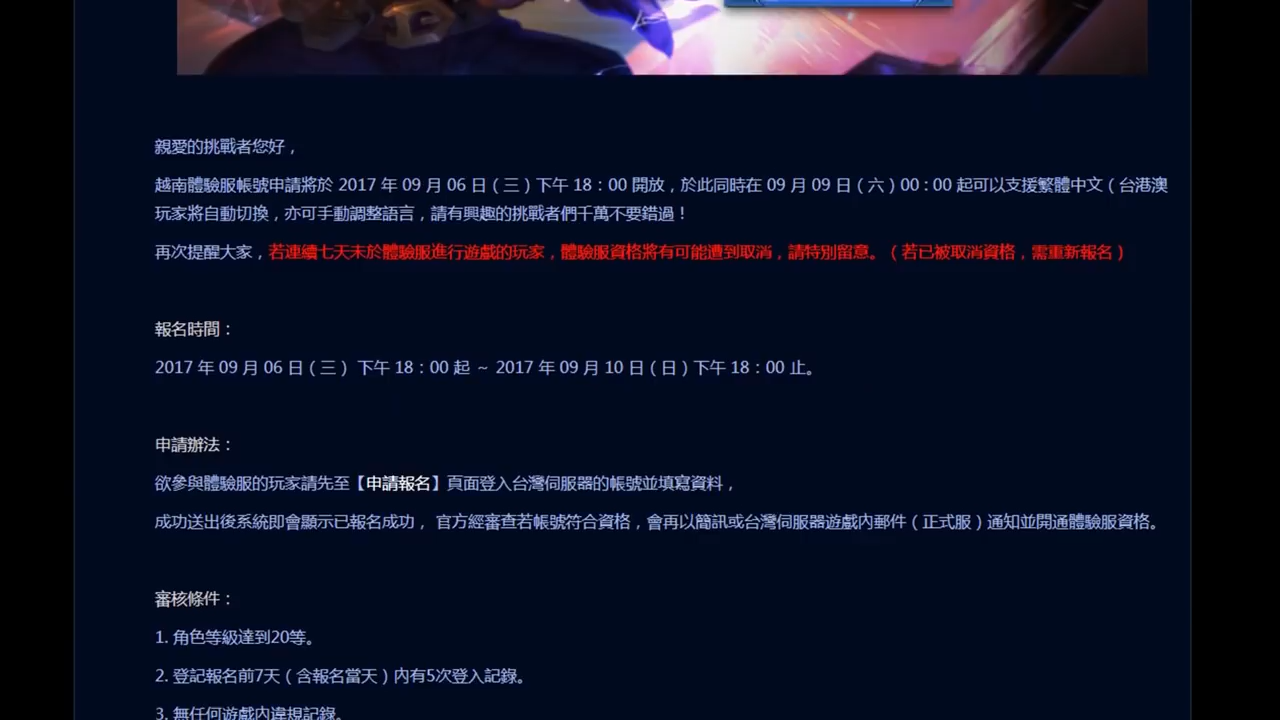 親愛的挑戰者您好，
越南體驗服帳號申請將於 2017 年 09 月 06 日（三）下午 18：00 開放，於此同時在 09 月 09 日（六）00 : 00 起可以支援繁體中文（台港澳
玩家將自動切換，亦可手動調整語言，請有興趣的挑戰者們千萬不要錯過！
再次提醒大家，若連續七天未於體驗服進行遊戲的玩家，體驗服資格將有可能遭到取消，請特別留意。（若已被取消資格，需重新報名）
報名時間：
2017 年 09 月 06 日（三） 下午 18：00 起 ～ 2017 年 09 月 10 日（日）下午 18：00 止。
申請辦法：
欲參與體驗服的玩家請先至【申請報名】頁面登入台灣伺服器的帳號並填寫資料，
成功送出後系統即會顯示已報名成功， 官方經審查若帳號符合資格，會再以簡訊或台灣伺服器遊戲內郵件（正式服）通知並開通體驗服資格。
審核條件：
1. 角色等級達到20等。
2. 登記報名前7天（含報名當天）內有5次登入記錄。
3. 無任何遊戲內違規記錄。